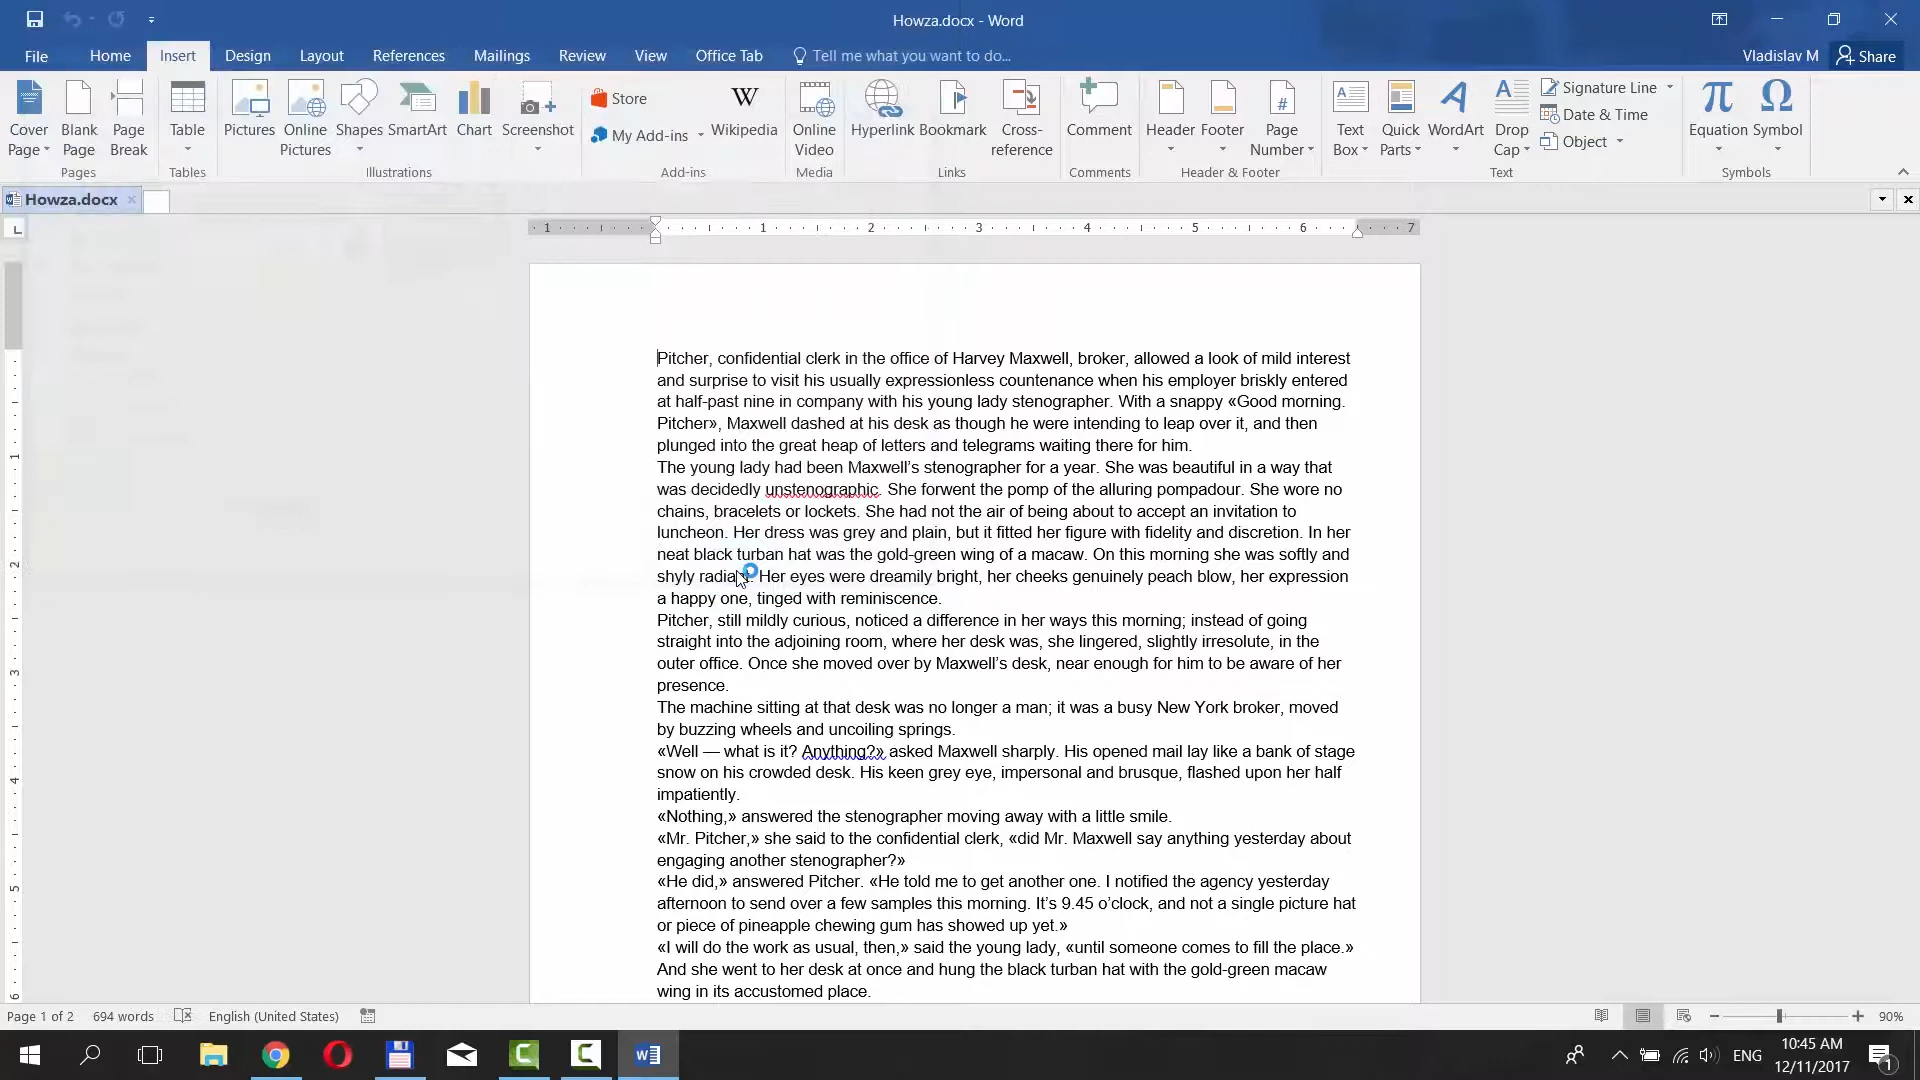 Howza.docx - Word
File Home Insert Design Layout References Mailings Review View Office Tab Tell me what you want to do... Vladislav M Share
Cover Page Blank Page Page Break Table Pictures Online Pictures Shapes SmartArt Chart Screenshot Store My Add-ins Wikipedia Online Video Hyperlink Bookmark Cross-reference Comment Header Footer Page Number Text Box Quick Parts WordArt Drop Cap Signature Line Date & Time Object Equation Symbol
Pages Tables Illustrations Add-ins Media Links Comments Header & Footer Text Symbols
Howza.docx
1 1 2 3 4 5 6 7
Pitcher, confidential clerk in the office of Harvey Maxwell, broker, allowed a look of mild interest
and surprise to visit his usually expressionless countenance when his employer briskly entered
at half-past nine in company with his young lady stenographer. With a snappy «Good morning.
Pitcher», Maxwell dashed at his desk as though he were intending to leap over it, and then
plunged into the great heap of letters and telegrams waiting there for him.
The young lady had been Maxwell’s stenographer for a year. She was beautiful in a way that
was decidedly unstenographic. She forwent the pomp of the alluring pompadour. She wore no
chains, bracelets or lockets. She had not the air of being about to accept an invitation to
luncheon. Her dress was grey and plain, but it fitted her figure with fidelity and discretion. In her
neat black turban hat was the gold-green wing of a macaw. On this morning she was softly and
shyly radiant. Her eyes were dreamily bright, her cheeks genuinely peach blow, her expression
a happy one, tinged with reminiscence.
Pitcher, still mildly curious, noticed a difference in her ways this morning; instead of going
straight into the adjoining room, where her desk was, she lingered, slightly irresolute, in the
outer office. Once she moved over by Maxwell’s desk, near enough for him to be aware of her
presence.
The machine sitting at that desk was no longer a man; it was a busy New York broker, moved
by buzzing wheels and uncoiling springs.
«Well — what is it? Anything?» asked Maxwell sharply. His opened mail lay like a bank of stage
snow on his crowded desk. His keen grey eye, impersonal and brusque, flashed upon her half
impatiently.
«Nothing,» answered the stenographer moving away with a little smile.
«Mr. Pitcher,» she said to the confidential clerk, «did Mr. Maxwell say anything yesterday about
engaging another stenographer?»
«He did,» answered Pitcher. «He told me to get another one. I notified the agency yesterday
afternoon to send over a few samples this morning. It’s 9.45 o’clock, and not a single picture hat
or piece of pineapple chewing gum has showed up yet.»
«I will do the work as usual, then,» said the young lady, «until someone comes to fill the place.»
And she went to her desk at once and hung the black turban hat with the gold-green macaw
wing in its accustomed place.
1
2
3
4
5
6
Page 1 of 2 694 words English (United States) 90%
ENG 10:45 AM
12/11/2017 1